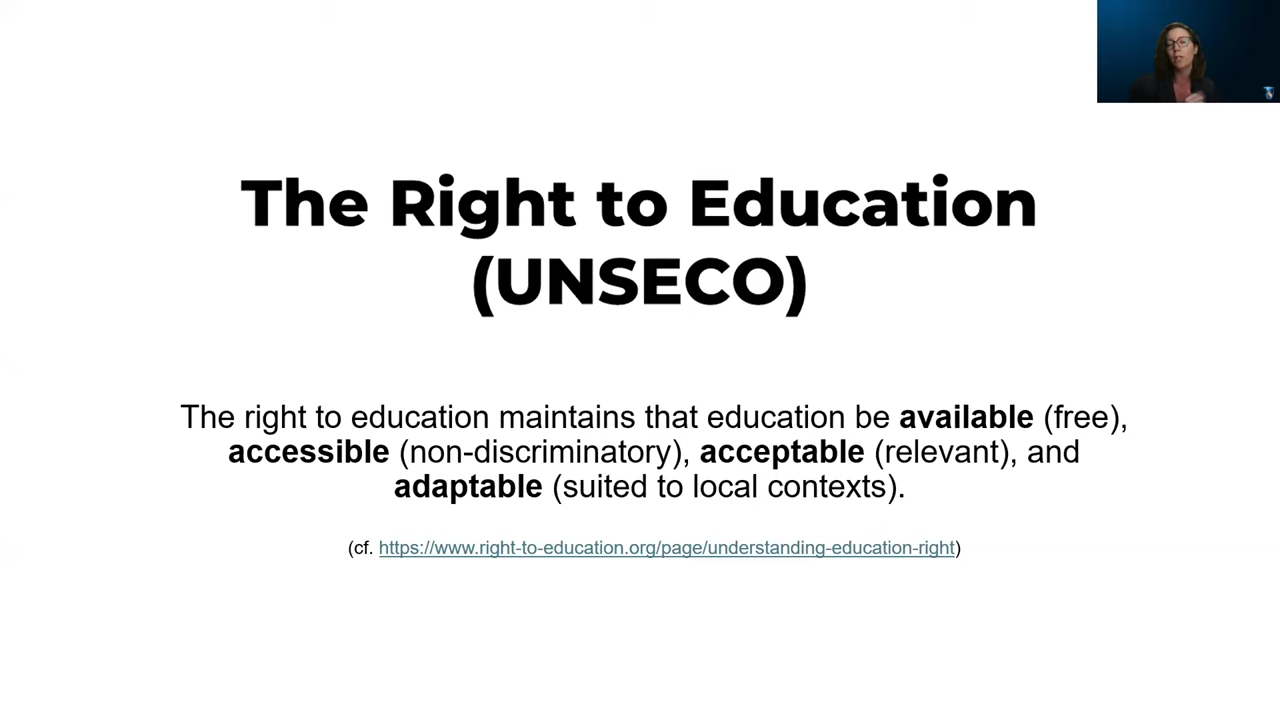 The Right to Education
(UNSECO)
The right to education maintains that education be available (free),
accessible (non-discriminatory), acceptable (relevant), and
adaptable (suited to local contexts).
(cf. https://www.right-to-education.org/page/understanding-education-right)